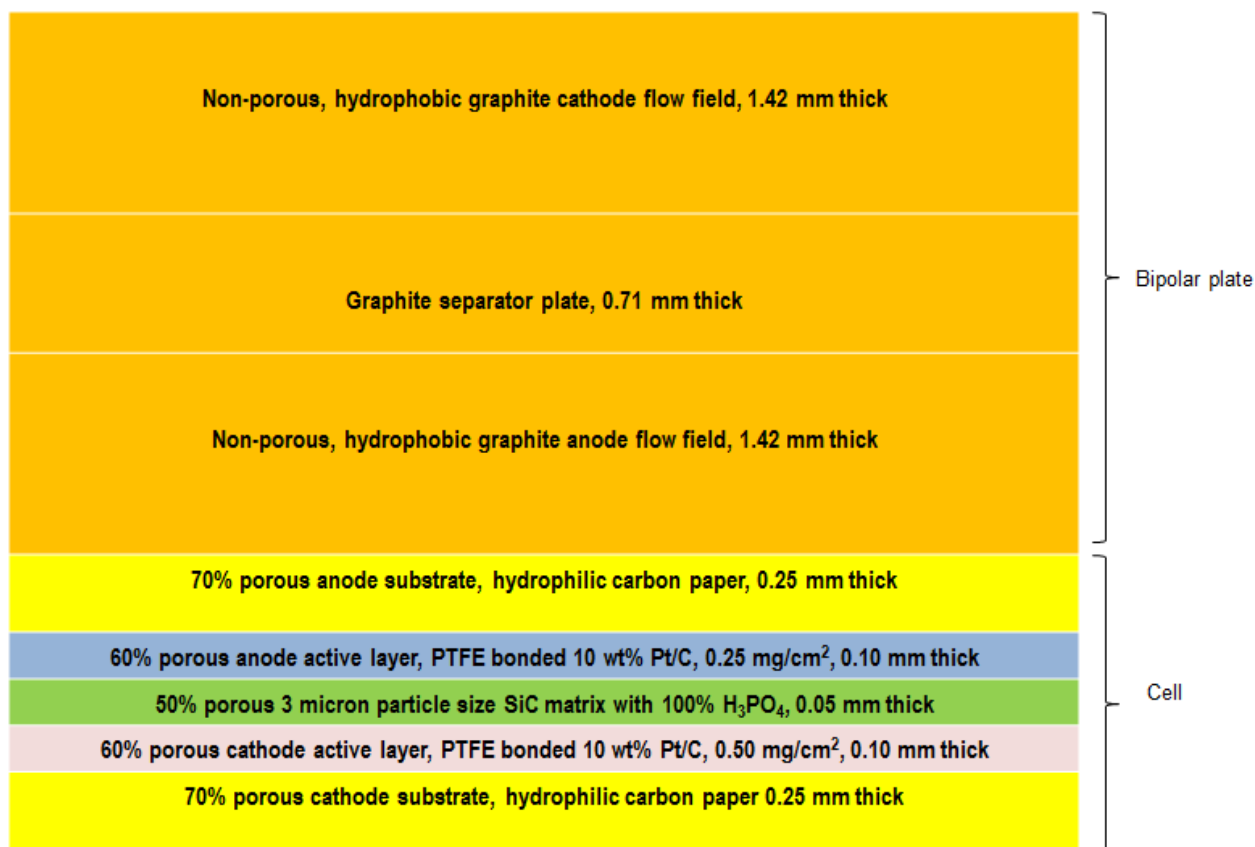 Non-porous, hydrophobic graphite cathode flow field, 1.42 mm thick
Graphite separator plate, 0.71 mm thick
Bipolar plate
Non-porous, hydrophobic graphite anode flow field, 1.42 mm thick
70% porous anode substrate, hydrophilic carbon paper, 0.25 mm thick
60% porous anode active layer, PTFE bonded 10 wt% Pt/C, 0.25 mg/cm², 0.10 mm thick
50% porous 3 micron particle size SiC matrix with 100% H₃PO₄, 0.05 mm thick
Cell
60% porous cathode active layer, PTFE bonded 10 wt% Pt/C, 0.50 mg/cm², 0.10 mm thick
70% porous cathode substrate, hydrophilic carbon paper 0.25 mm thick